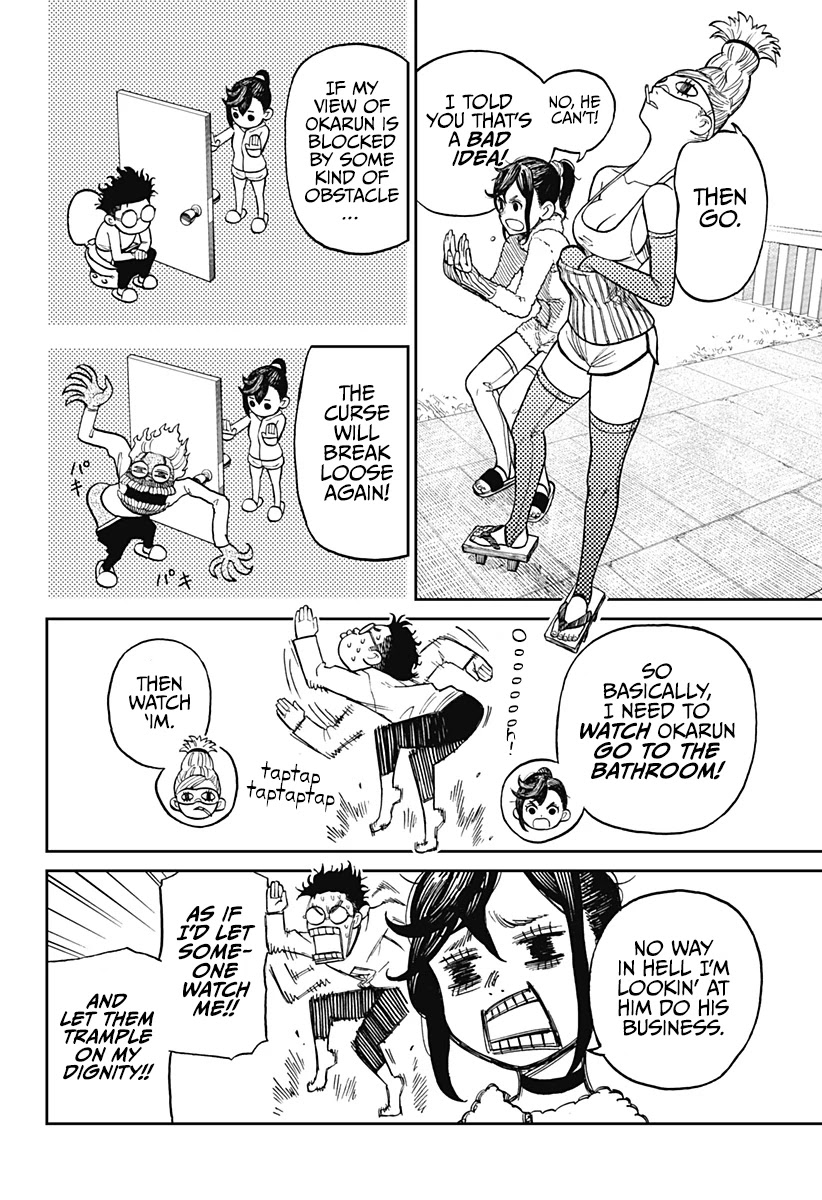 THEN
GO.
NO, HE
CAN'T!
I TOLD
YOU THAT'S
A BAD
IDEA!
IF MY
VIEW OF
OKARUN IS
BLOCKED
BY SOME
KIND OF
OBSTACLE
...
THE
CURSE
WILL
BREAK
LOOSE
AGAIN!
パキ
パキ
SO
BASICALLY,
I NEED TO
WATCH OKARUN
GO TO THE
BATHROOM!
Oooooooh!
taptap
taptaptap
THEN
WATCH
'IM.
NO WAY
IN HELL I'M
LOOKIN' AT
HIM DO HIS
BUSINESS.
AS IF
I'D LET
SOME-
ONE
WATCH
ME!!
AND
LET THEM
TRAMPLE
ON MY
DIGNITY!!